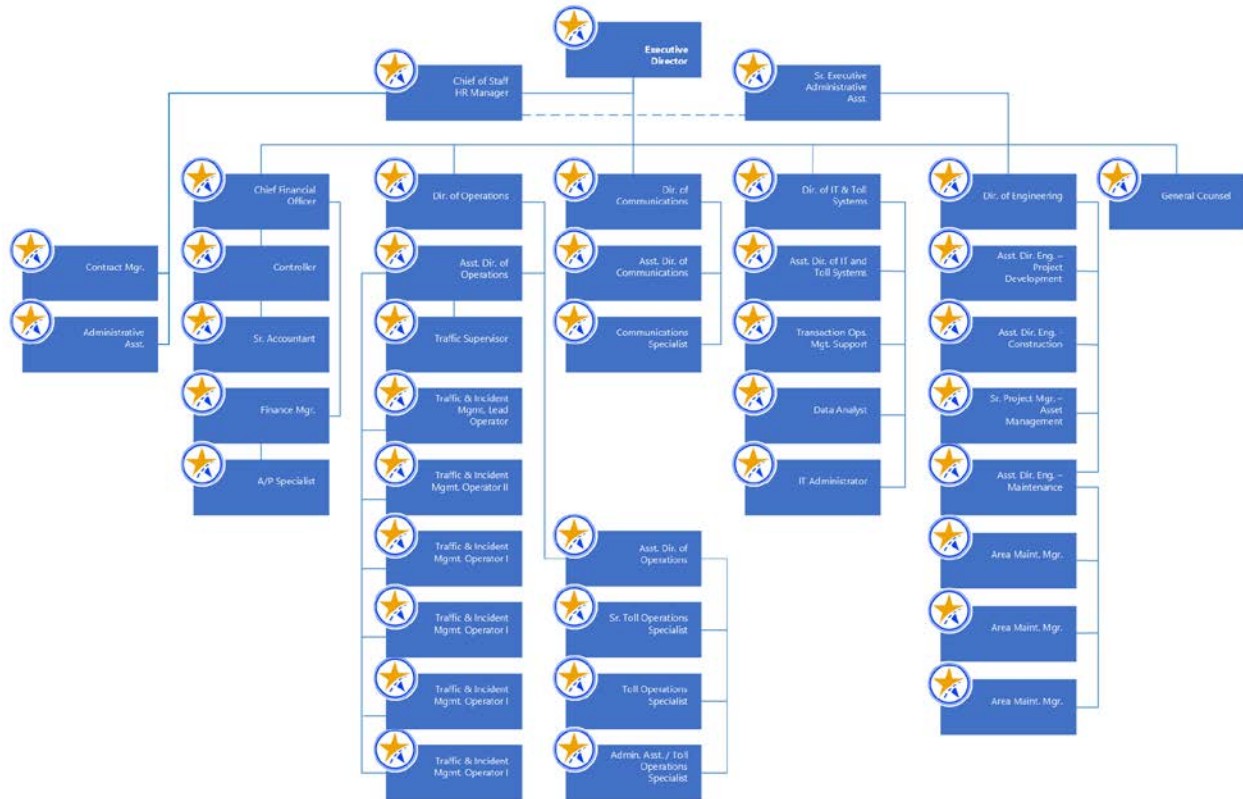 Executive
Director
Chief of Staff
HR Manager
Sr. Executive
Administrative
Asst.
Chief Financial
Officer
Dir. of Operations
Dir. of
Communications
Dir. of IT & Toll
Systems
Dir. of Engineering
General Counsel
Contract Mgr.
Controller
Asst. Dir. of
Operations
Asst. Dir. of
Communications
Asst. Dir. of IT and
Toll Systems
Asst. Dir. Eng. –
Project
Development
Administrative
Asst.
Sr. Accountant
Traffic Supervisor
Communications
Specialist
Transaction Ops.
Mgt. Support
Asst. Dir. Eng. -
Construction
Finance Mgr.
Traffic & Incident
Mgmt. Lead
Operator
Data Analyst
Sr. Project Mgr. –
Asset
Management
A/P Specialist
Traffic & Incident
Mgmt. Operator II
IT Administrator
Asst. Dir. Eng. –
Maintenance
Traffic & Incident
Mgmt. Operator I
Asst. Dir. of
Operations
Area Maint. Mgr.
Traffic & Incident
Mgmt. Operator I
Sr. Toll Operations
Specialist
Area Maint. Mgr.
Traffic & Incident
Mgmt. Operator I
Toll Operations
Specialist
Area Maint. Mgr.
Traffic & Incident
Mgmt. Operator I
Admin. Asst. / Toll
Operations
Specialist